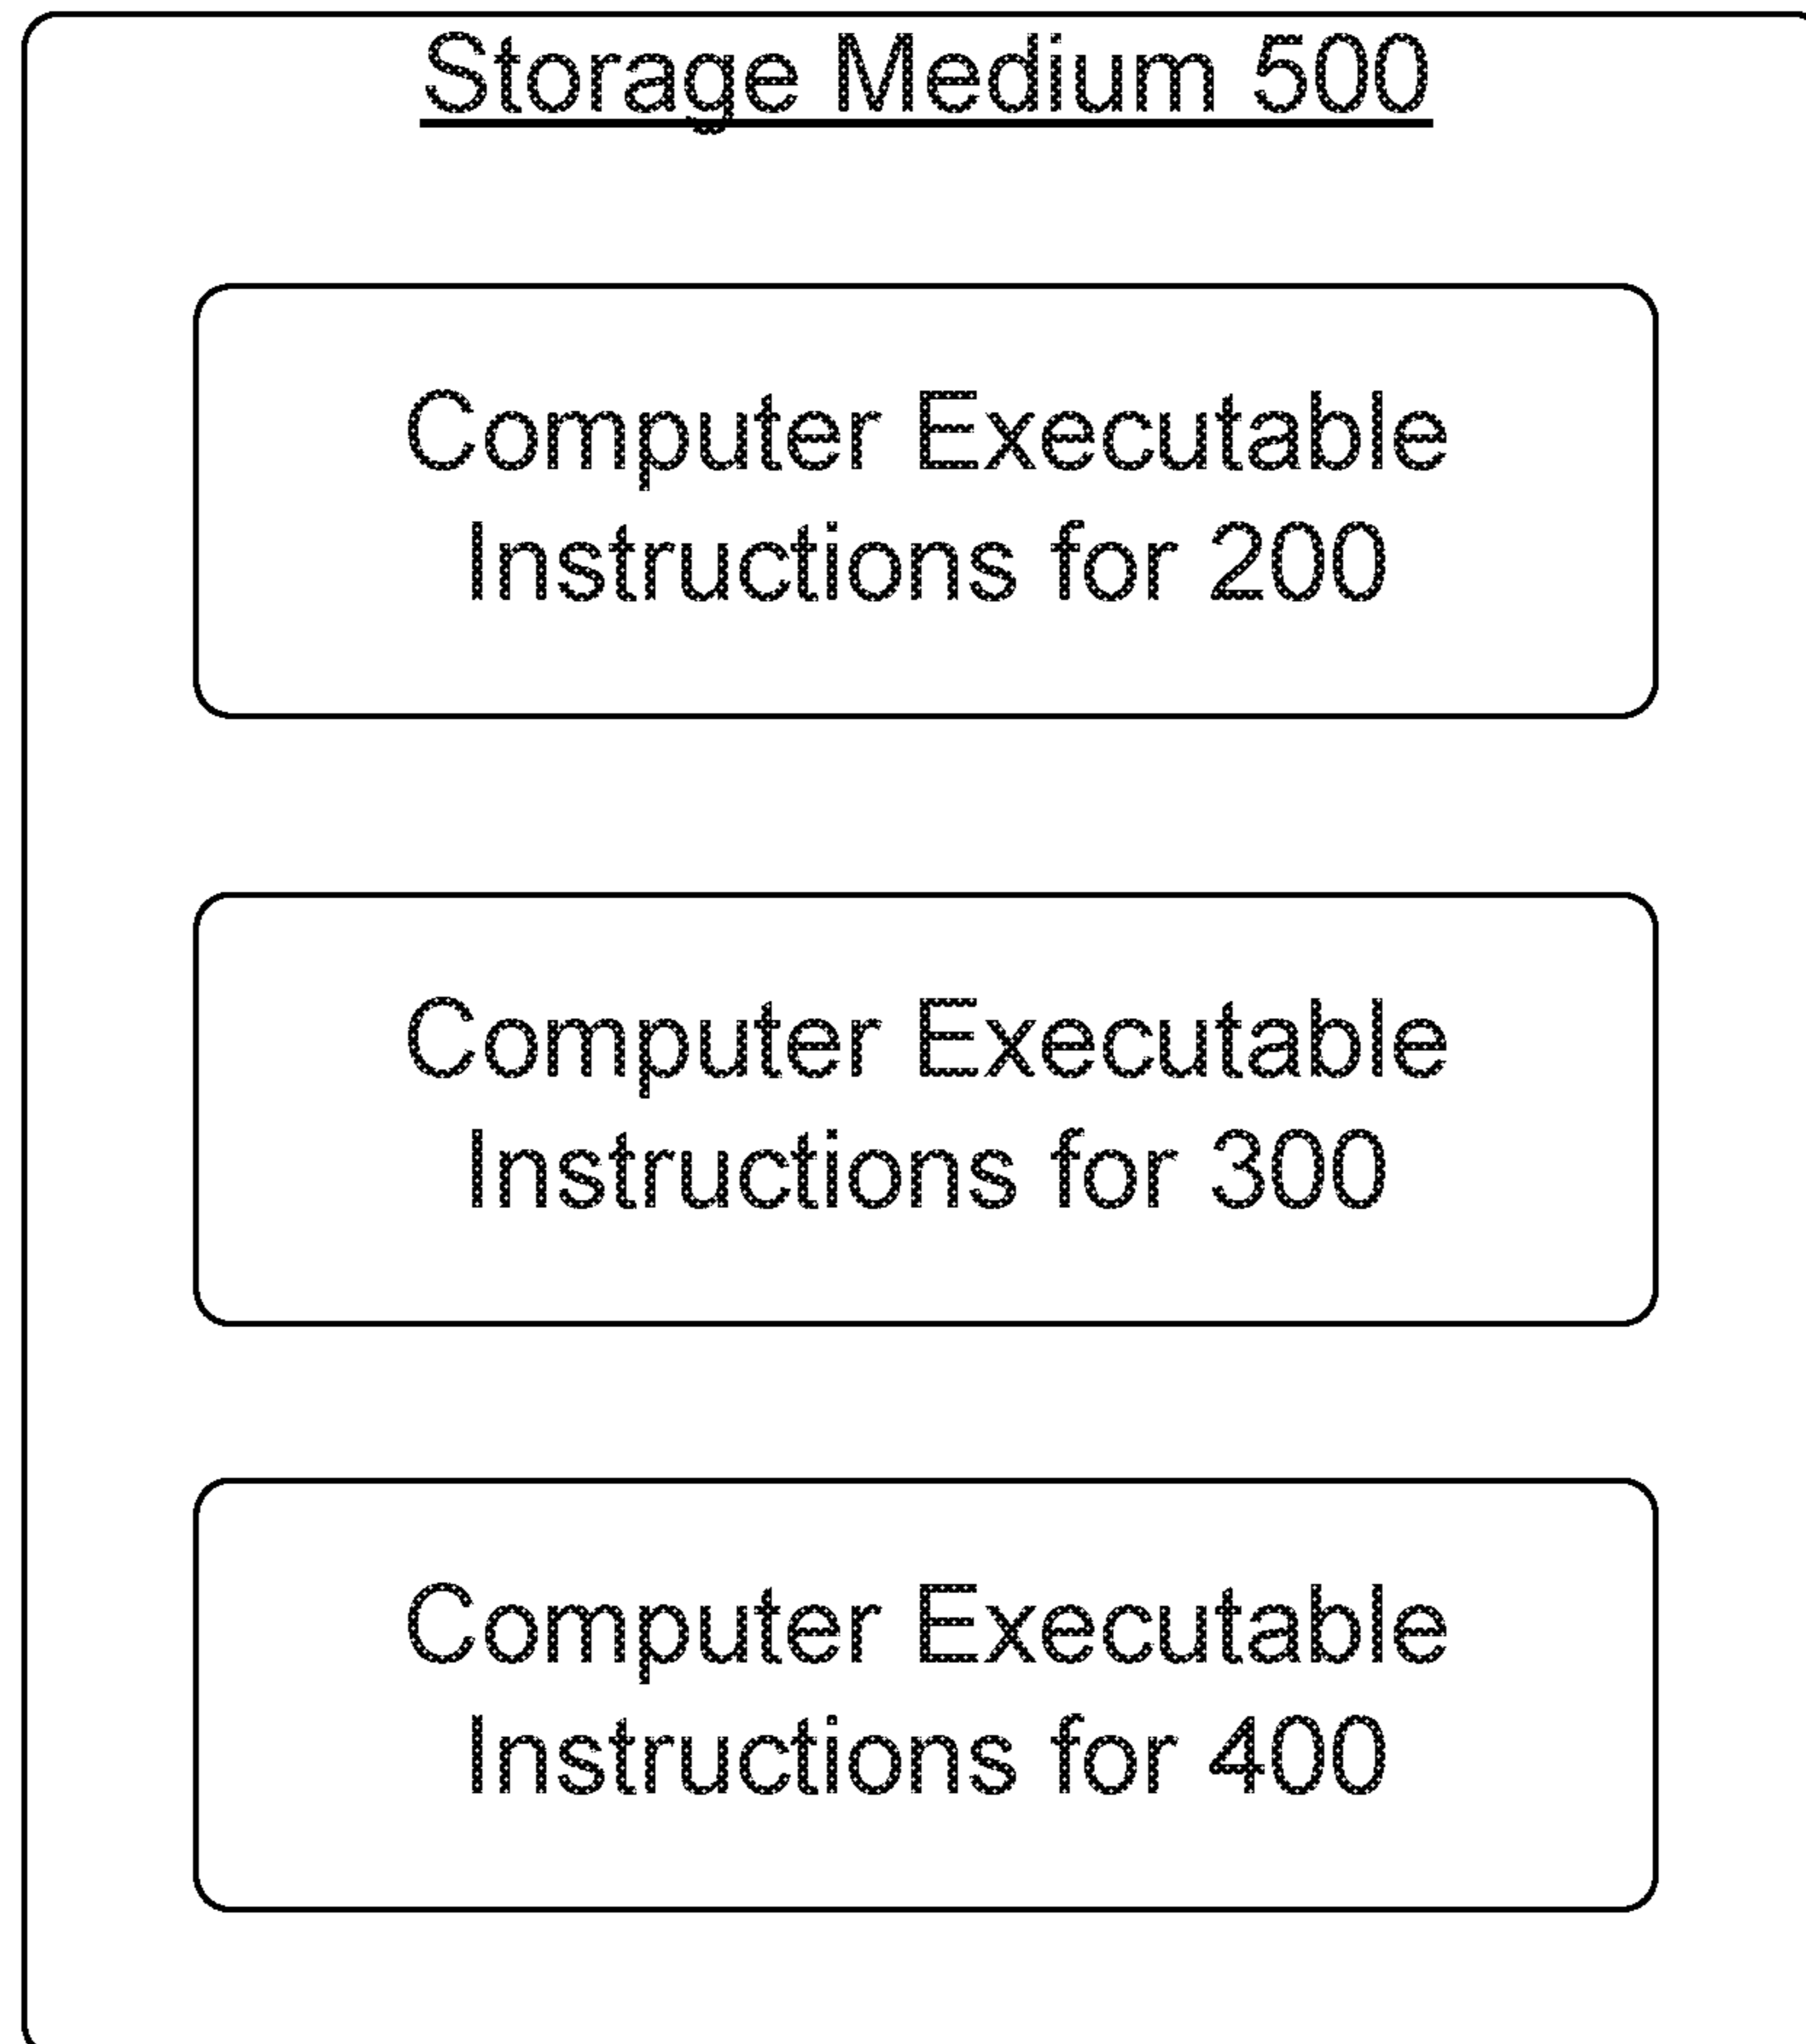 Storage Medium 500
Computer Executable
Instructions for 200
Computer Executable
Instructions for 300
Computer Executable
Instructions for 400